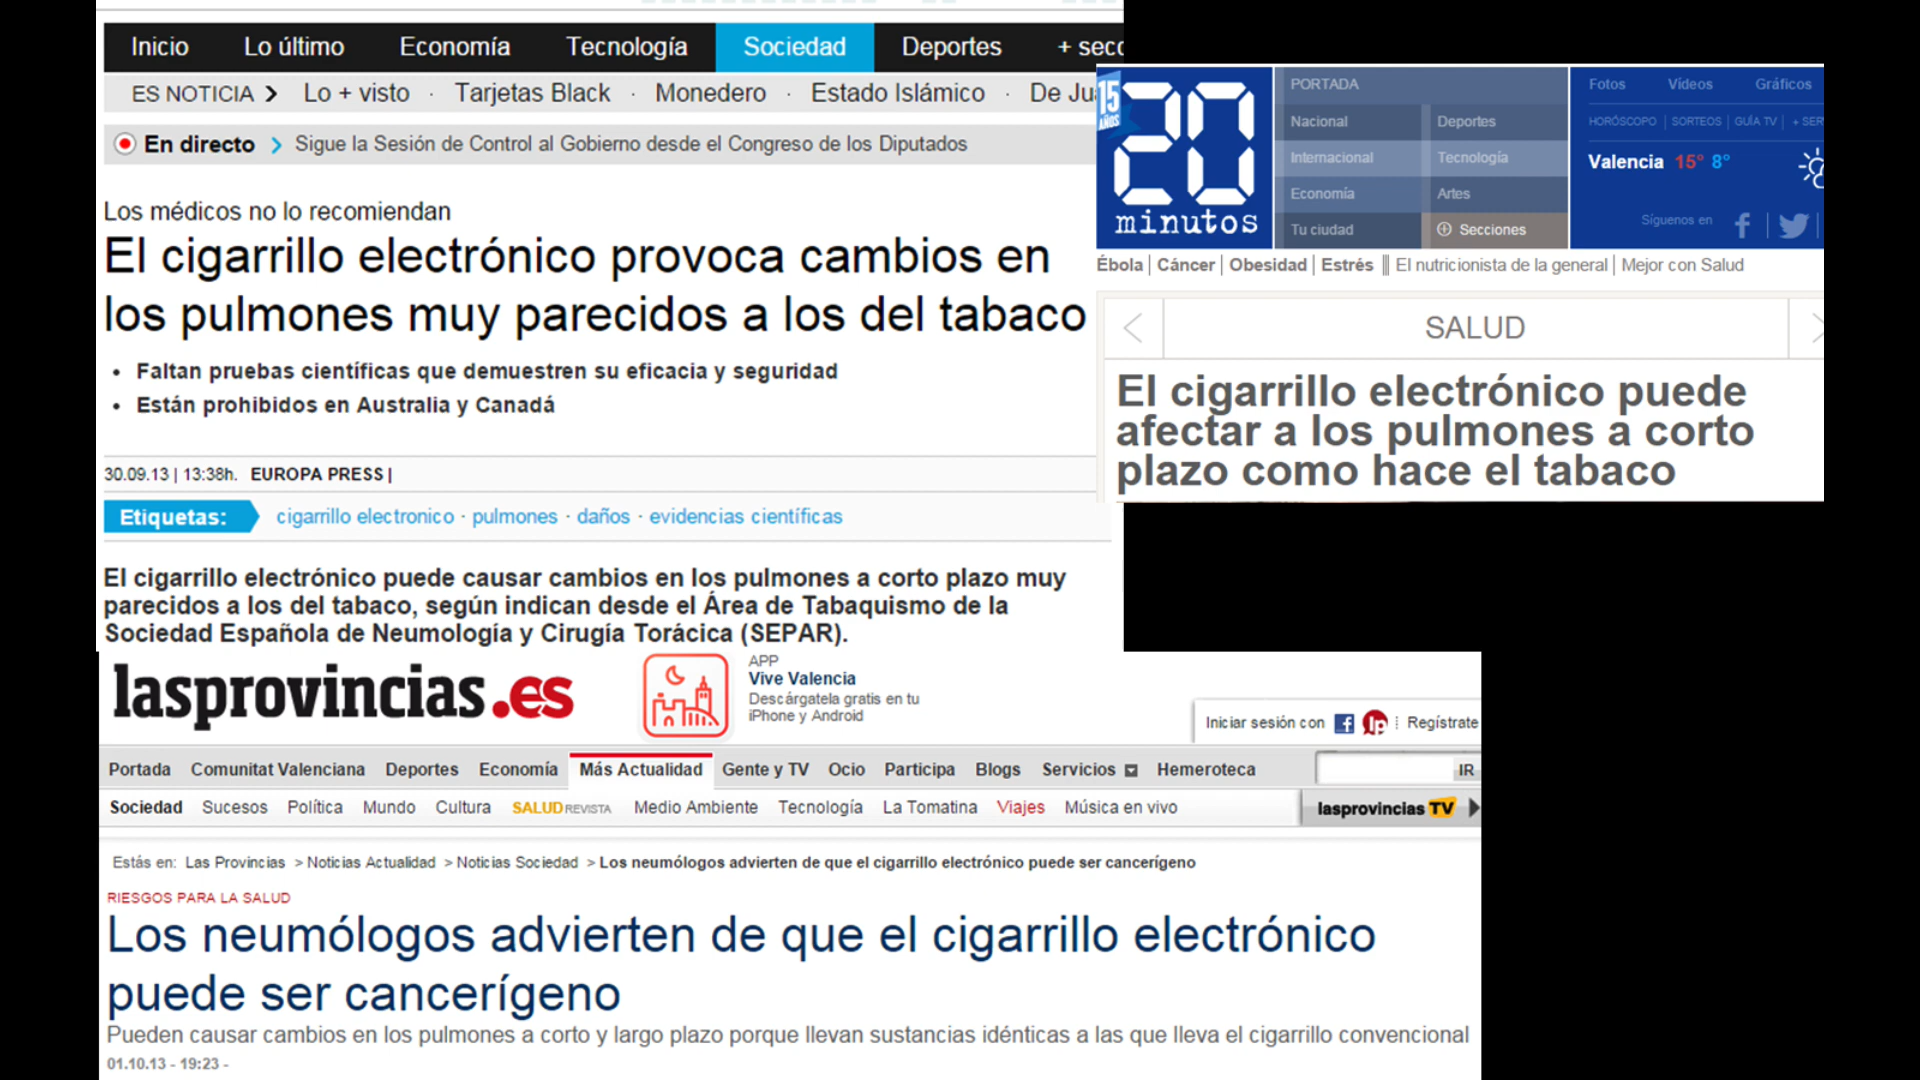 Inicio Lo último Economía Tecnología Sociedad Deportes + secc
ES NOTICIA Lo + visto · Tarjetas Black · Monedero · Estado Islámico · De Jua
En directo Sigue la Sesión de Control al Gobierno desde el Congreso de los Diputados
Los médicos no lo recomiendan
El cigarrillo electrónico provoca cambios en
los pulmones muy parecidos a los del tabaco
• Faltan pruebas científicas que demuestren su eficacia y seguridad
• Están prohibidos en Australia y Canadá
30.09.13 | 13:38h. EUROPA PRESS |
Etiquetas: cigarrillo electronico · pulmones · daños · evidencias científicas
El cigarrillo electrónico puede causar cambios en los pulmones a corto plazo muy
parecidos a los del tabaco, según indican desde el Área de Tabaquismo de la
Sociedad Española de Neumología y Cirugía Torácica (SEPAR).
15
AÑOS
20
minutos
PORTADA
Nacional Deportes
Internacional Tecnología
Economía Artes
Tu ciudad Secciones
Fotos Vídeos Gráficos
HORÓSCOPO | SORTEOS | GUÍA TV | + SER
Valencia 15° 8°
Síguenos en
Ébola | Cáncer | Obesidad | Estrés || El nutricionista de la general | Mejor con Salud
SALUD
El cigarrillo electrónico puede
afectar a los pulmones a corto
plazo como hace el tabaco
lasprovincias.es
APP
Vive Valencia
Descárgatela gratis en tu
iPhone y Android
Iniciar sesión con f lp Regístrate
Portada Comunitat Valenciana Deportes Economía Más Actualidad Gente y TV Ocio Participa Blogs Servicios Hemeroteca IR
Sociedad Sucesos Política Mundo Cultura SALUD REVISTA Medio Ambiente Tecnología La Tomatina Viajes Música en vivo lasprovincias TV
Estás en: Las Provincias > Noticias Actualidad > Noticias Sociedad > Los neumólogos advierten de que el cigarrillo electrónico puede ser cancerígeno
RIESGOS PARA LA SALUD
Los neumólogos advierten de que el cigarrillo electrónico
puede ser cancerígeno
Pueden causar cambios en los pulmones a corto y largo plazo porque llevan sustancias idénticas a las que lleva el cigarrillo convencional
01.10.13 - 19:23 -